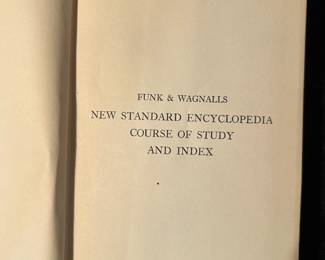 FUNK & WAGNALLS
NEW STANDARD ENCYCLOPEDIA
COURSE OF STUDY
AND INDEX